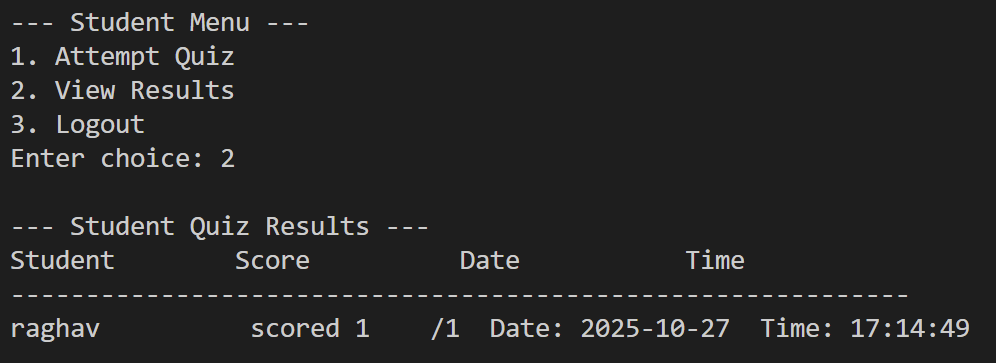 --- Student Menu ---
1. Attempt Quiz
2. View Results
3. Logout
Enter choice: 2

--- Student Quiz Results ---
Student        Score          Date           Time
------------------------------------------------------------
raghav          scored 1    /1  Date: 2025-10-27  Time: 17:14:49